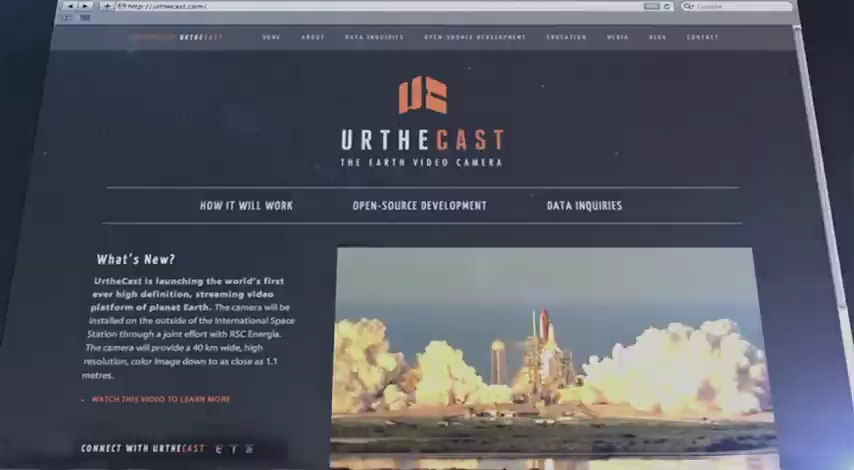 http://urthecast.com/
URTHECAST
HOME ABOUT DATA INQUIRIES OPEN-SOURCE DEVELOPMENT EDUCATION MEDIA BLOG CONTACT
URTHECAST
THE EARTH VIDEO CAMERA
HOW IT WILL WORK OPEN-SOURCE DEVELOPMENT DATA INQUIRIES
What's New?
UrtheCast is launching the world's first
ever high definition, streaming video
platform of planet Earth. The camera will be
installed on the outside of the International Space
Station through a joint effort with RSC Energia.
The camera will provide a 40 km wide, high
resolution, color image down to as close as 1.1
metres.
WATCH THIS VIDEO TO LEARN MORE
CONNECT WITH URTHECAST